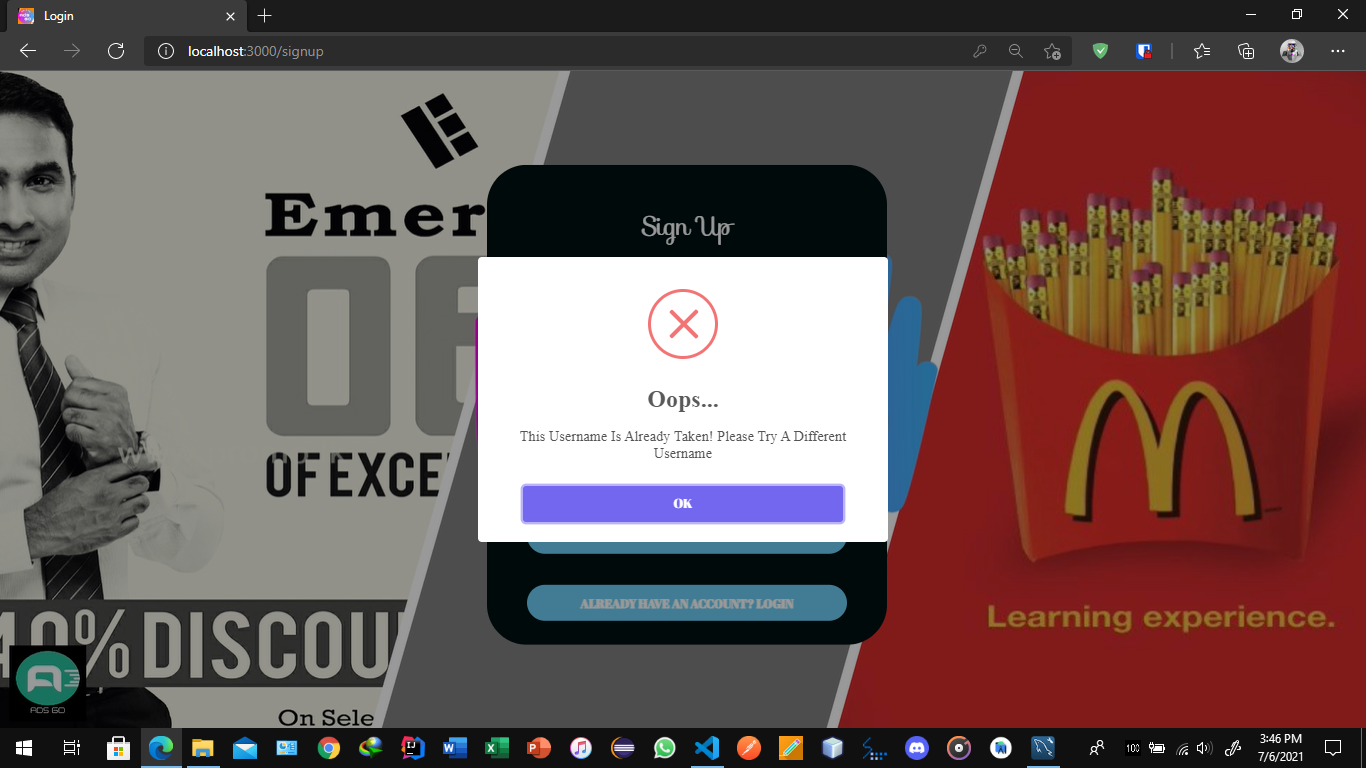 Login
localhost:3000/signup
Emer
OF EXCE
40% DISCOU
On Sele
ADS GO
Sign Up
Oops...
This Username Is Already Taken! Please Try A Different
Username
OK
ALREADY HAVE AN ACCOUNT? LOGIN
Learning experience.
100
3:46 PM
7/6/2021